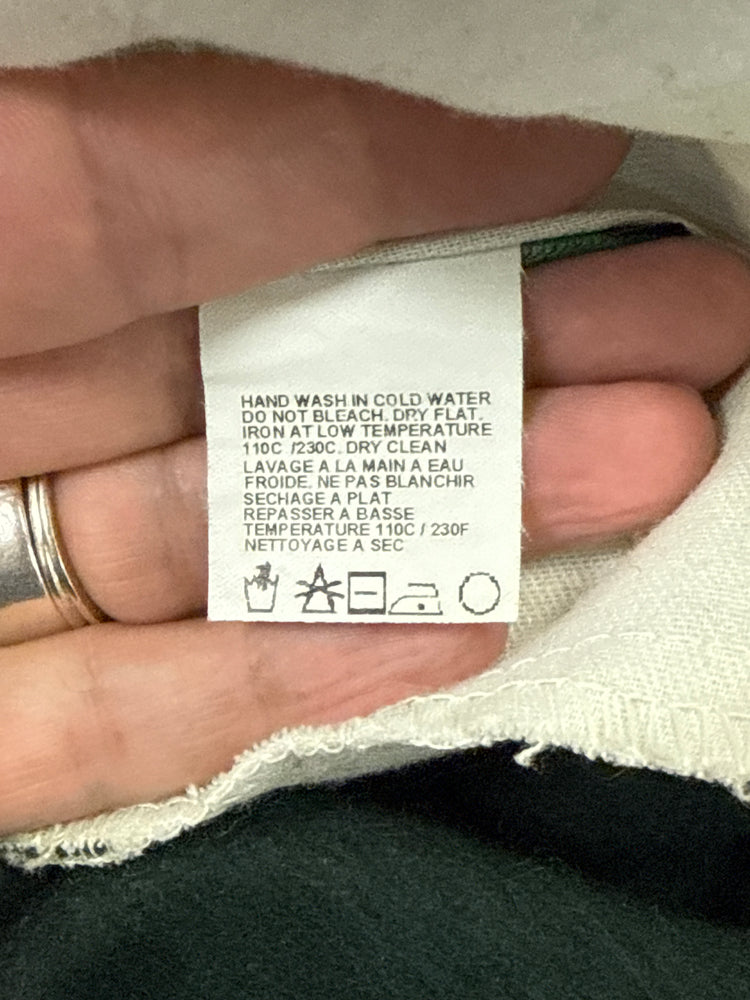 HAND WASH IN COLD WATER
DO NOT BLEACH. DRY FLAT.
IRON AT LOW TEMPERATURE
110C /230C. DRY CLEAN
LAVAGE A LA MAIN A EAU
FROIDE. NE PAS BLANCHIR
SECHAGE A PLAT
REPASSER A BASSE
TEMPERATURE 110C / 230F
NETTOYAGE A SEC